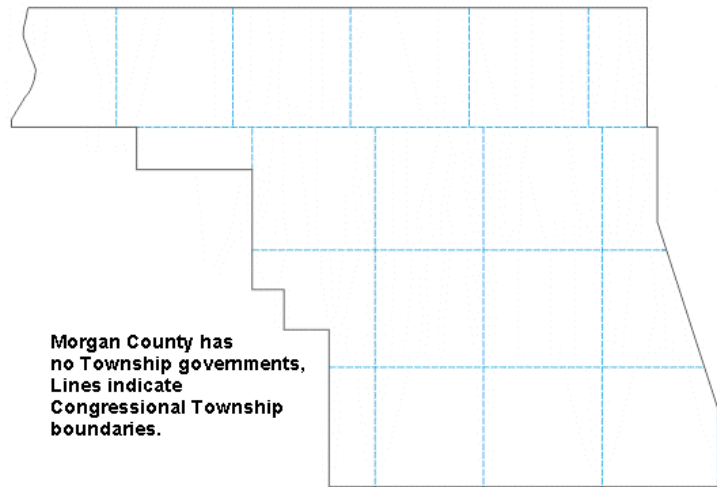 Morgan County has
no Township governments,
Lines indicate
Congressional Township
boundaries.